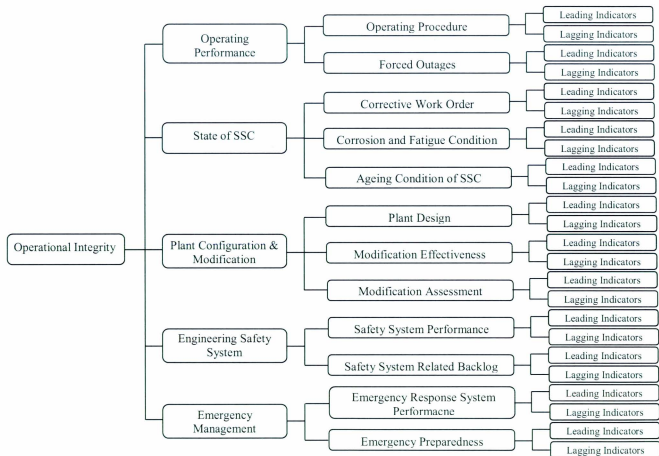 Operational Integrity
Operating
Performance
Operating Procedure
Leading Indicators
Lagging Indicators
Forced Outages
Leading Indicators
Lagging Indicators
State of SSC
Corrective Work Order
Leading Indicators
Lagging Indicators
Corrosion and Fatigue Condition
Leading Indicators
Lagging Indicators
Ageing Condition of SSC
Leading Indicators
Lagging Indicators
Plant Configuration &
Modification
Plant Design
Leading Indicators
Lagging Indicators
Modification Effectiveness
Leading Indicators
Lagging Indicators
Modification Assessment
Leading Indicators
Lagging Indicators
Engineering Safety
System
Safety System Performance
Leading Indicators
Lagging Indicators
Safety System Related Backlog
Leading Indicators
Lagging Indicators
Emergency
Management
Emergency Response System
Performacne
Leading Indicators
Lagging Indicators
Emergency Preparedness
Leading Indicators
Lagging Indicators